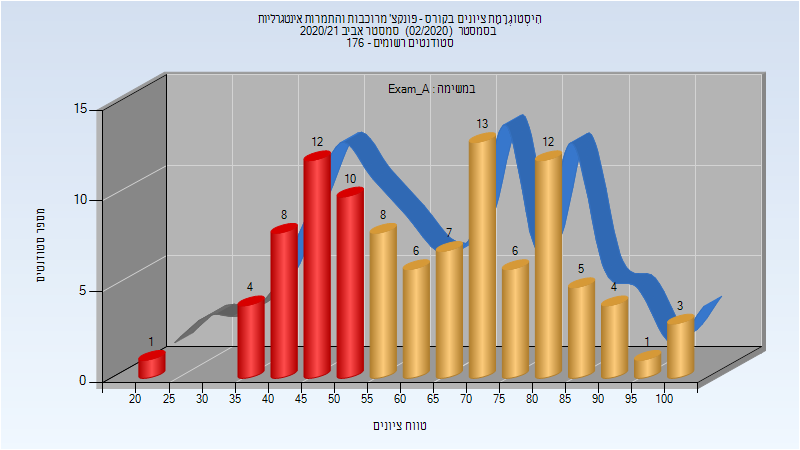 הִיסְטוֹגְרָמַת ציונים בקורס - פונקצ' מרוכבות והתמרות אינטגרליות
בסמסטר (02/2020) סמסטר אביב 2020/21
סטודנטים רשומים - 176
במשימה : Exam_A
מספר סטודנטים
15
10
5
0
1
4
8
12
10
8
6
7
13
6
12
5
4
1
3
20 25 30 35 40 45 50 55 60 65 70 75 80 85 90 95 100
טווח ציונים